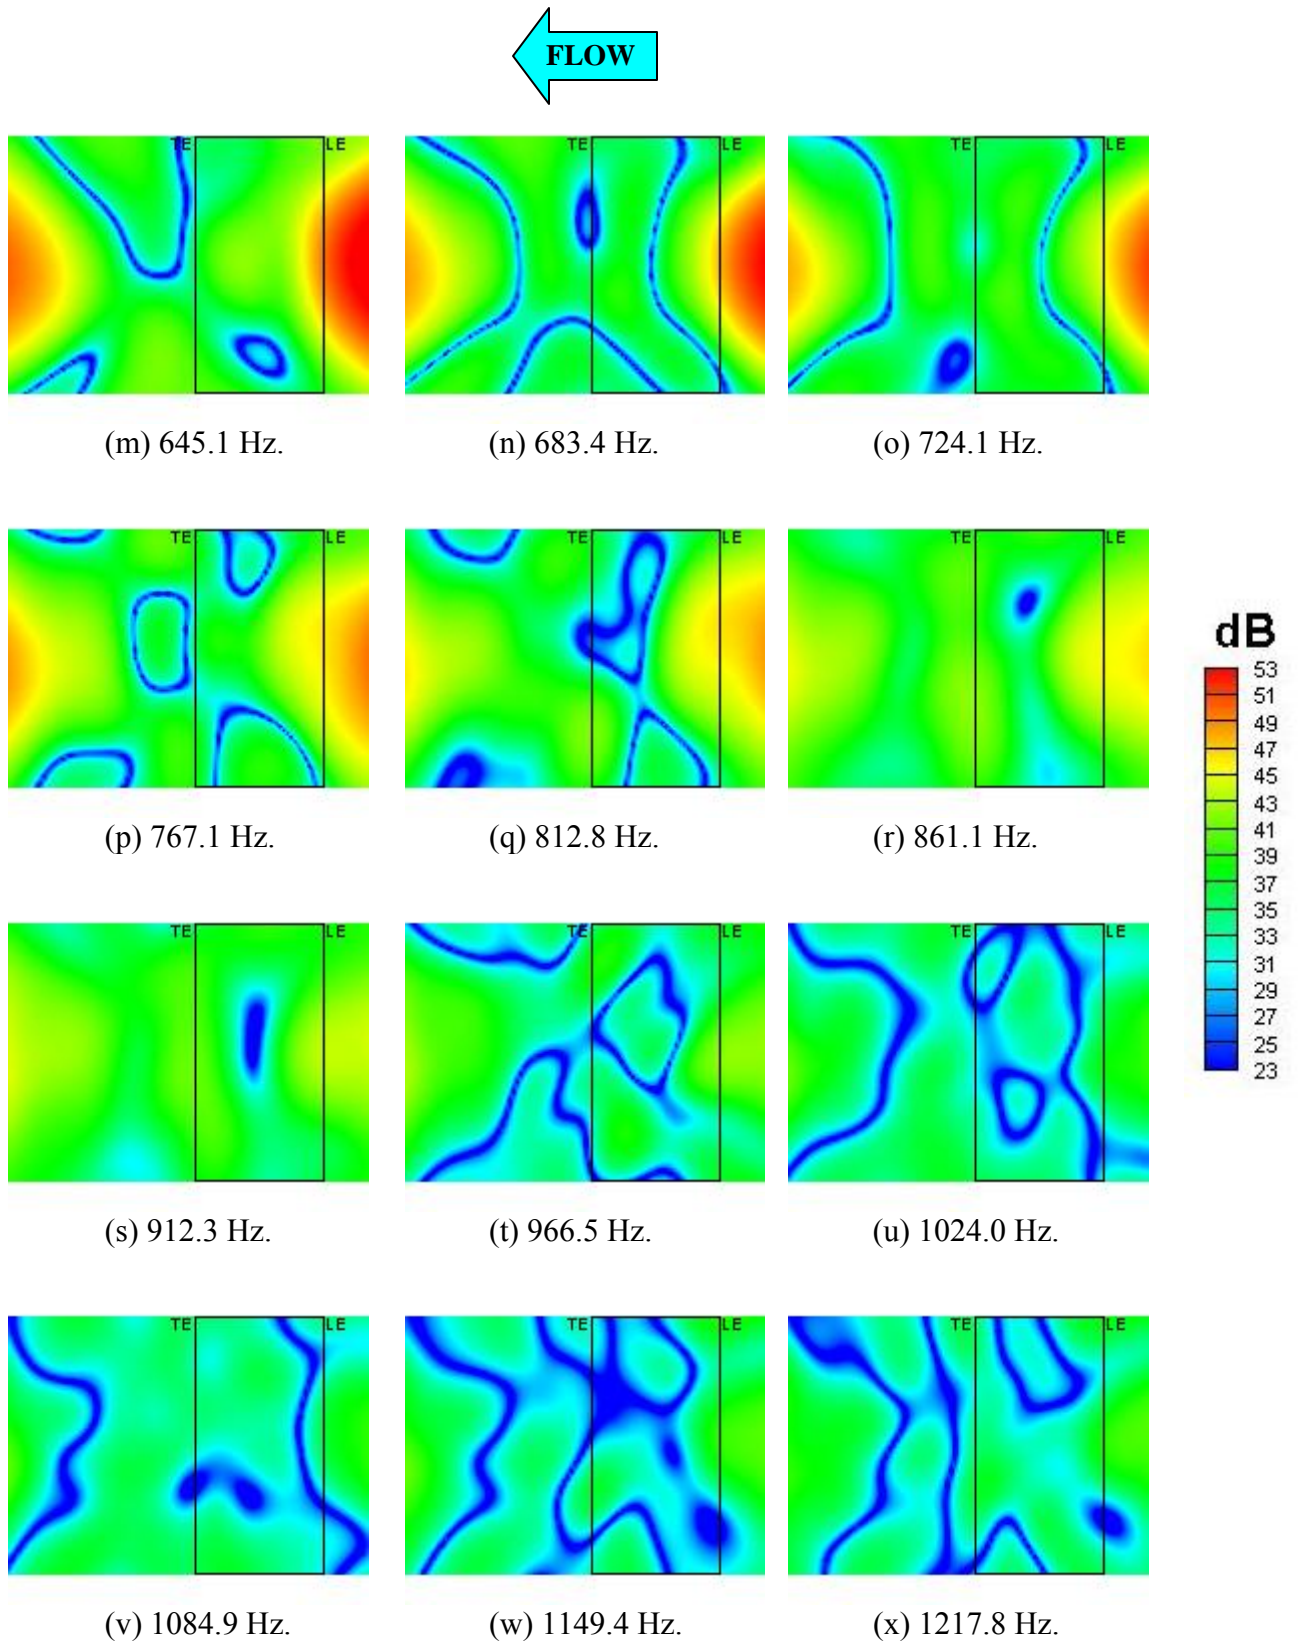 FLOW
TE LE TE LE TE LE
(m) 645.1 Hz. (n) 683.4 Hz. (o) 724.1 Hz.
TE LE TE LE TE LE
(p) 767.1 Hz. (q) 812.8 Hz. (r) 861.1 Hz.
dB
53
51
49
47
45
43
41
39
37
35
33
31
29
27
25
23
TE LE TE LE TE LE
(s) 912.3 Hz. (t) 966.5 Hz. (u) 1024.0 Hz.
TE LE TE LE TE LE
(v) 1084.9 Hz. (w) 1149.4 Hz. (x) 1217.8 Hz.